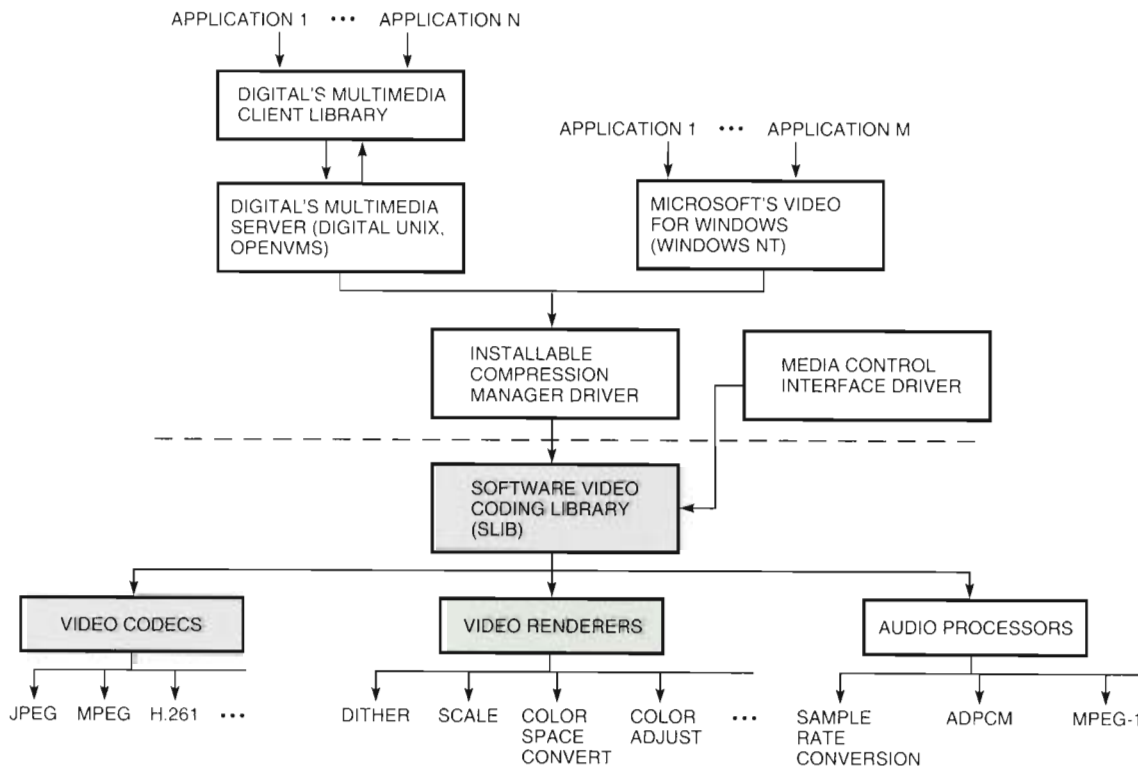 APPLICATION 1 ••• APPLICATION N
DIGITAL'S MULTIMEDIA
CLIENT LIBRARY
APPLICATION 1 ••• APPLICATION M
DIGITAL'S MULTIMEDIA
SERVER (DIGITAL UNIX,
OPENVMS)
MICROSOFT'S VIDEO
FOR WINDOWS
(WINDOWS NT)
INSTALLABLE
COMPRESSION
MANAGER DRIVER
MEDIA CONTROL
INTERFACE DRIVER
SOFTWARE VIDEO
CODING LIBRARY
(SLIB)
VIDEO CODECS
VIDEO RENDERERS
AUDIO PROCESSORS
JPEG MPEG H.261 •••
DITHER
SCALE
COLOR
SPACE
CONVERT
COLOR
ADJUST
•••
SAMPLE
RATE
CONVERSION
ADPCM
MPEG-1